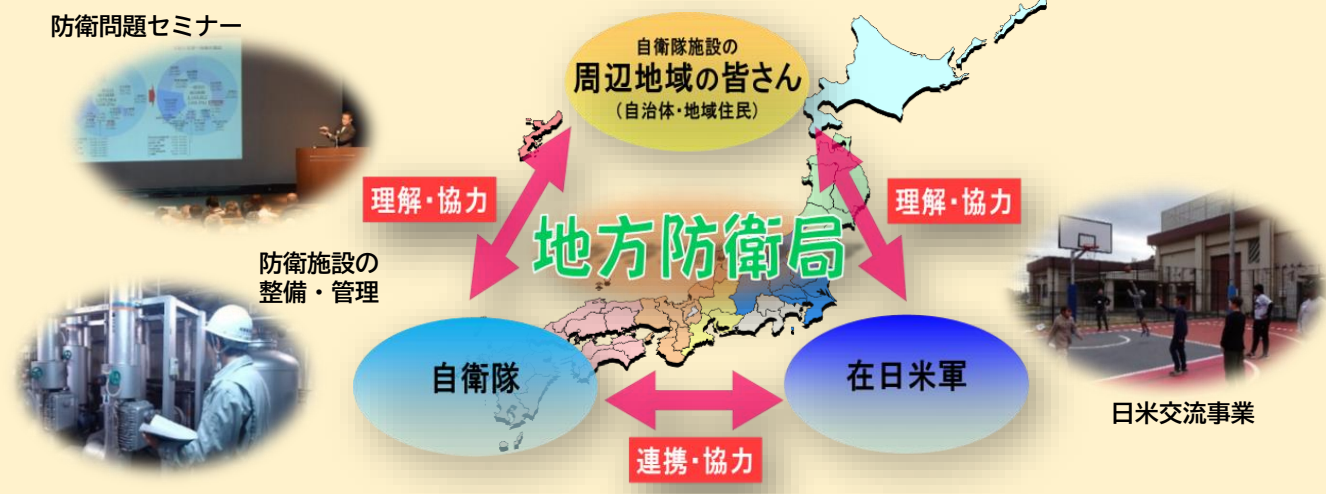 防衛問題セミナー
自衛隊施設の
周辺地域の皆さん
（自治体・地域住民）
理解・協力
理解・協力
地方防衛局
防衛施設の
整備・管理
自衛隊
在日米軍
日米交流事業
連携・協力